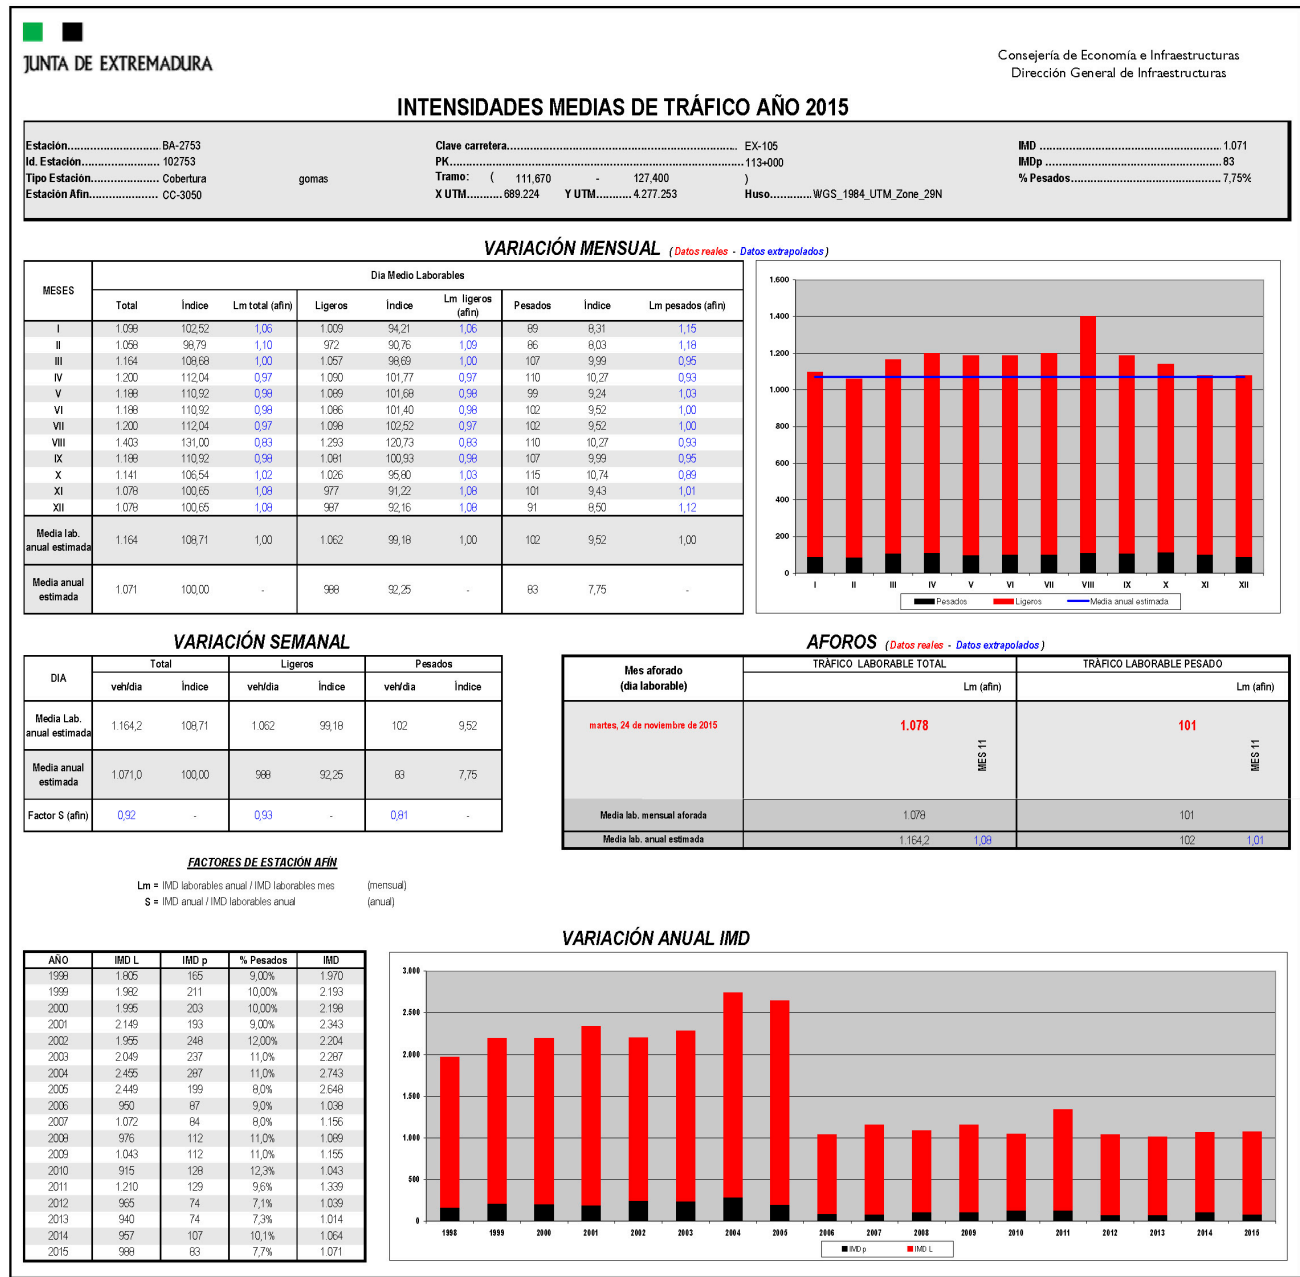 JUNTA DE EXTREMADURA
Consejería de Economía e Infraestructuras
Dirección General de Infraestructuras
INTENSIDADES MEDIAS DE TRÁFICO AÑO 2015
Estación............................ BA-2753
Id. Estación........................ 102753
Tipo Estación.................... Cobertura gomas
Estación Afin..................... CC-3050
Clave carretera........................................................................ EX-105
PK........................................................................................ 113+000
Tramo: ( 111,670 - 127,400 )
X UTM........... 689.224 Y UTM........... 4.277.253 Huso............. WGS_1984_UTM_Zone_29N
IMD .......................................................... 1.071
IMDp ........................................................ 83
% Pesados.............................................. 7,75%
VARIACIÓN MENSUAL ( Datos reales - Datos extrapolados )
MESES Dia Medio Laborables
Total Índice Lm total (afin) Ligeros Índice Lm ligeros (afin) Pesados Índice Lm pesados (afin)
I 1.098 102,52 1,06 1.009 94,21 1,06 89 8,31 1,15
II 1.058 98,79 1,10 972 90,76 1,09 86 8,03 1,18
III 1.164 108,68 1,00 1.057 98,69 1,00 107 9,99 0,95
IV 1.200 112,04 0,97 1.090 101,77 0,97 110 10,27 0,93
V 1.188 110,92 0,98 1.089 101,68 0,98 99 9,24 1,03
VI 1.188 110,92 0,98 1.086 101,40 0,98 102 9,52 1,00
VII 1.200 112,04 0,97 1.098 102,52 0,97 102 9,52 1,00
VIII 1.403 131,00 0,83 1.293 120,73 0,83 110 10,27 0,93
IX 1.188 110,92 0,98 1.081 100,93 0,98 107 9,99 0,95
X 1.141 106,54 1,02 1.026 95,80 1,03 115 10,74 0,89
XI 1.078 100,65 1,08 977 91,22 1,08 101 9,43 1,01
XII 1.078 100,65 1,08 987 92,16 1,08 91 8,50 1,12
Media lab. anual estimada 1.164 108,71 1,00 1.062 99,18 1,00 102 9,52 1,00
Media anual estimada 1.071 100,00 - 988 92,25 - 83 7,75 -
1.600
1.400
1.200
1.000
800
600
400
200
0
I II III IV V VI VII VIII IX X XI XII
Pesados Ligeros Media anual estimada
VARIACIÓN SEMANAL
DIA Total Ligeros Pesados
veh/dia Índice veh/dia Índice veh/dia Índice
Media Lab. anual estimada 1.164,2 108,71 1.062 99,18 102 9,52
Media anual estimada 1.071,0 100,00 988 92,25 83 7,75
Factor S (afin) 0,92 - 0,93 - 0,81 -
AFOROS ( Datos reales - Datos extrapolados )
Mes aforado (dia laborable) TRÁFICO LABORABLE TOTAL TRÁFICO LABORABLE PESADO
Lm (afin) Lm (afin)
martes, 24 de noviembre de 2015 1.078 MES 11 101 MES 11
Media lab. mensual aforada 1.078 101
Media lab. anual estimada 1.164,2 1,08 102 1,01
FACTORES DE ESTACIÓN AFÍN
Lm = IMD laborables anual / IMD laborables mes (mensual)
S = IMD anual / IMD laborables anual (anual)
VARIACIÓN ANUAL IMD
AÑO IMD L IMD p % Pesados IMD
1998 1.805 165 9,00% 1.970
1999 1.982 211 10,00% 2.193
2000 1.995 203 10,00% 2.198
2001 2.149 193 9,00% 2.343
2002 1.955 248 12,00% 2.204
2003 2.049 237 11,0% 2.287
2004 2.455 287 11,0% 2.743
2005 2.449 199 8,0% 2.648
2006 950 87 9,0% 1.038
2007 1.072 84 8,0% 1.156
2008 976 112 11,0% 1.089
2009 1.043 112 11,0% 1.155
2010 915 128 12,3% 1.043
2011 1.210 129 9,6% 1.339
2012 965 74 7,1% 1.039
2013 940 74 7,3% 1.014
2014 957 107 10,1% 1.064
2015 988 83 7,7% 1.071
3.000
2.500
2.000
1.500
1.000
500
0
1998 1999 2000 2001 2002 2003 2004 2005 2006 2007 2008 2009 2010 2011 2012 2013 2014 2015
IMD p IMD L